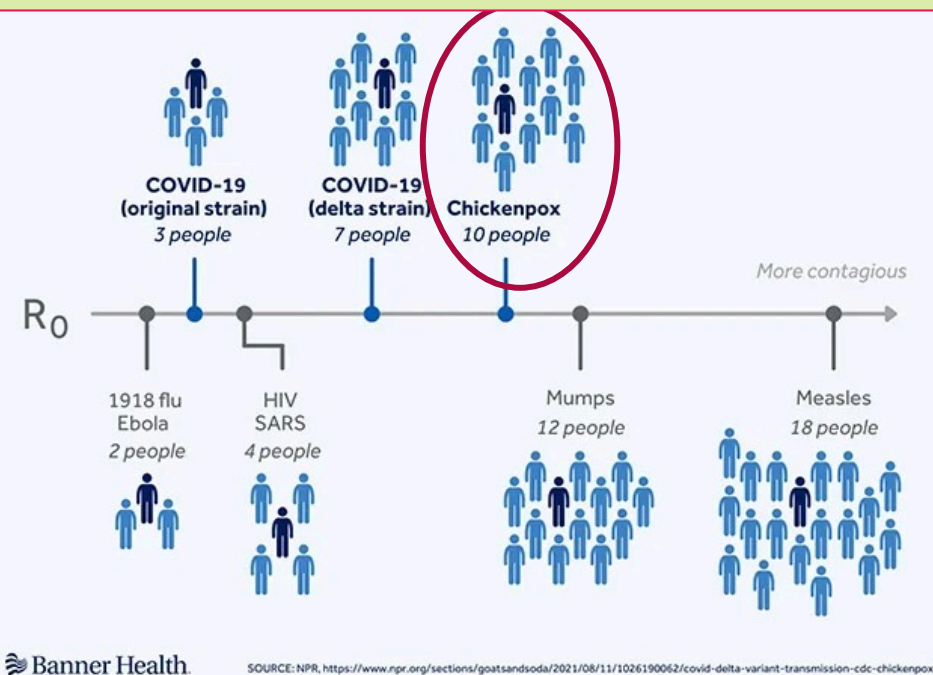 COVID-19
(original strain)
3 people
COVID-19
(delta strain)
7 people
Chickenpox
10 people
More contagious
R₀
1918 flu
Ebola
2 people
HIV
SARS
4 people
Mumps
12 people
Measles
18 people
Banner Health
SOURCE: NPR, https://www.npr.org/sections/goatsandsoda/2021/08/11/1026190062/covid-delta-variant-transmission-cdc-chickenpox